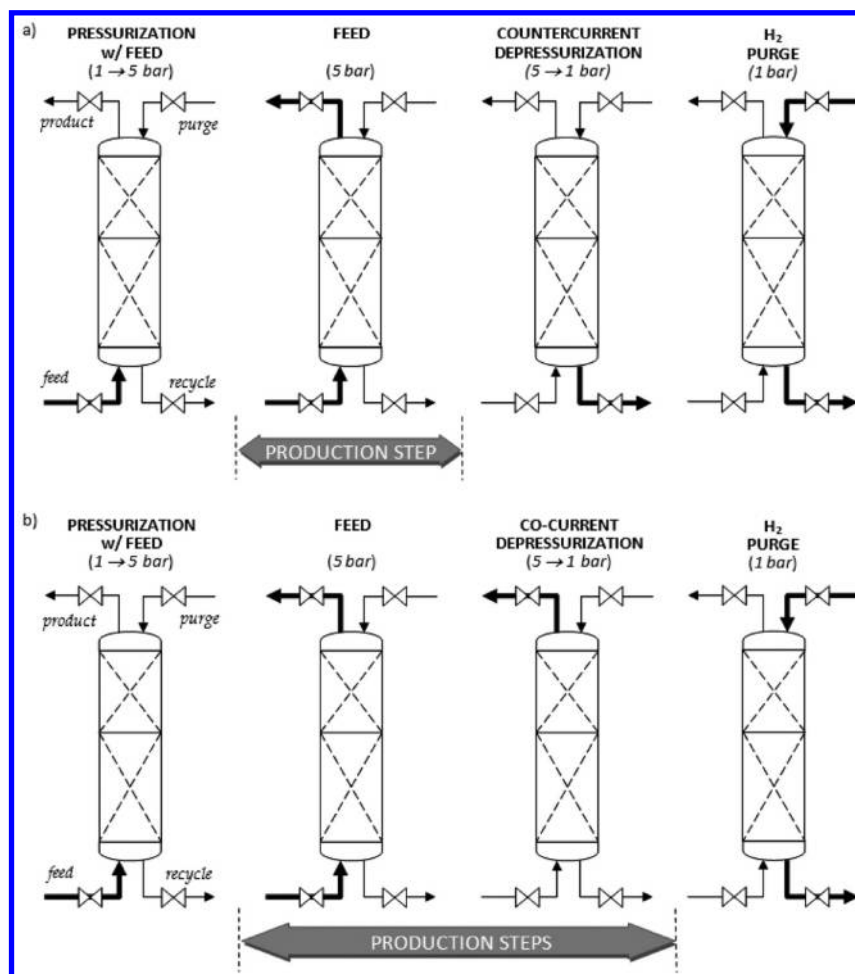 a)
PRESSURIZATION
w/ FEED
(1 → 5 bar)
FEED
(5 bar)
COUNTERCURRENT
DEPRESSURIZATION
(5 → 1 bar)
H₂
PURGE
(1 bar)
product
purge
feed
recycle
PRODUCTION STEP
b)
PRESSURIZATION
w/ FEED
(1 → 5 bar)
FEED
(5 bar)
CO-CURRENT
DEPRESSURIZATION
(5 → 1 bar)
H₂
PURGE
(1 bar)
product
purge
feed
recycle
PRODUCTION STEPS